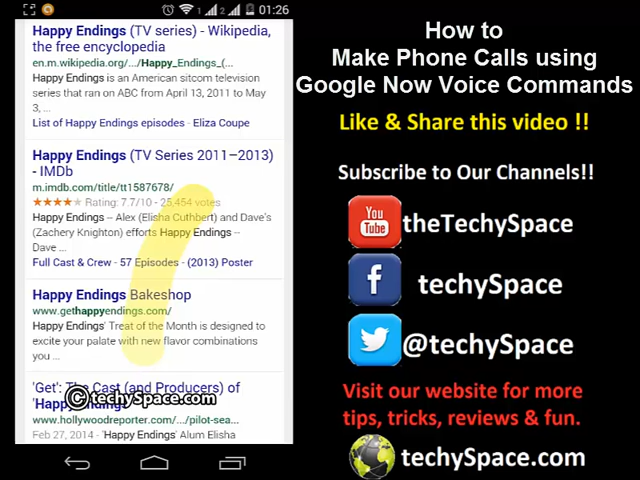 01:26
Happy Endings (TV series) - Wikipedia,
the free encyclopedia
en.m.wikipedia.org/.../Happy_Endings_(...
Happy Endings is an American sitcom television
series that ran on ABC from April 13, 2011 to May
3, ...
List of Happy Endings episodes - Eliza Coupe
Happy Endings (TV Series 2011–2013)
- IMDb
m.imdb.com/title/tt1587678/
Rating: 7.7/10 - 25,454 votes
Happy Endings -- Alex (Elisha Cuthbert) and Dave's
(Zachery Knighton) efforts Happy Endings --
Dave ...
Full Cast & Crew - 57 Episodes - (2013) Poster
Happy Endings Bakeshop
www.gethappyendings.com/
Happy Endings' Treat of the Month is designed to
excite your palate with new flavor combinations
you ...
'Get': The Cast (and Producers) of
'Happy Endings'
©techySpace.com
www.hollywoodreporter.com/.../pilot-sea...
Feb 27, 2014 - 'Happy Endings' Alum Elisha
How to
Make Phone Calls using
Google Now Voice Commands
Like & Share this video !!
Subscribe to Our Channels!!
You
Tube
theTechySpace
f
techySpace
@techySpace
Visit our website for more
tips, tricks, reviews & fun.
techySpace.com